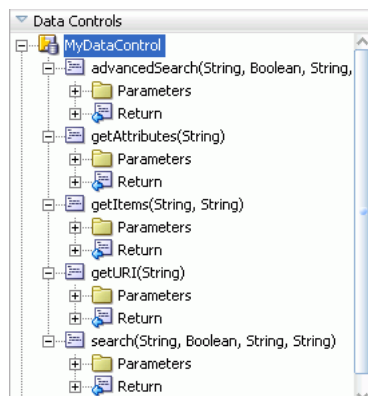 Data Controls
MyDataControl
advancedSearch(String, Boolean, String,
Parameters
Return
getAttributes(String)
Parameters
Return
getItems(String, String)
Parameters
Return
getURI(String)
Parameters
Return
search(String, Boolean, String, String)
Parameters
Return